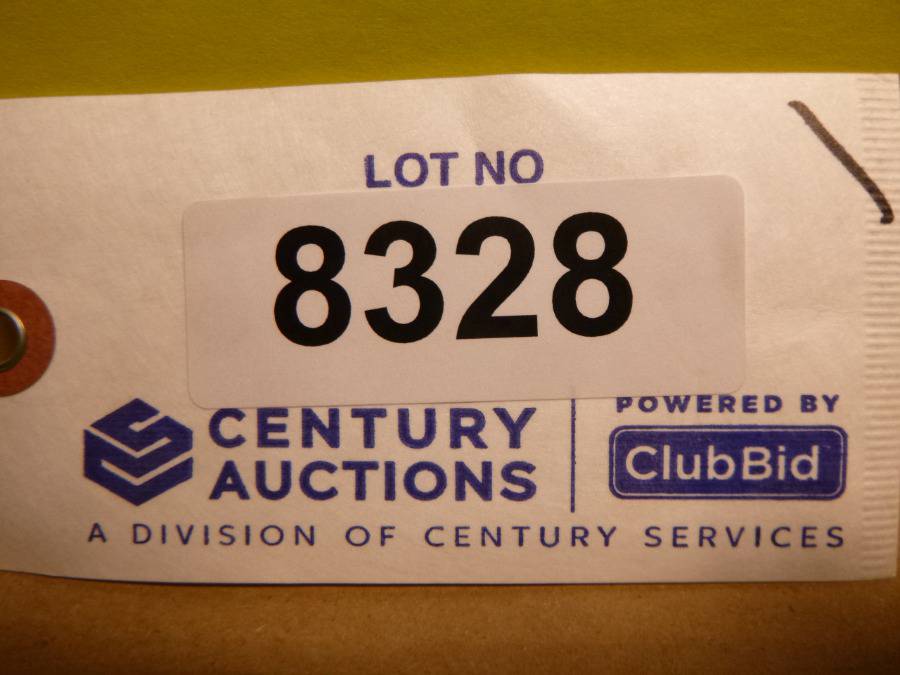 LOT NO
8328
CENTURY
AUCTIONS
POWERED BY
ClubBid
A DIVISION OF CENTURY SERVICES